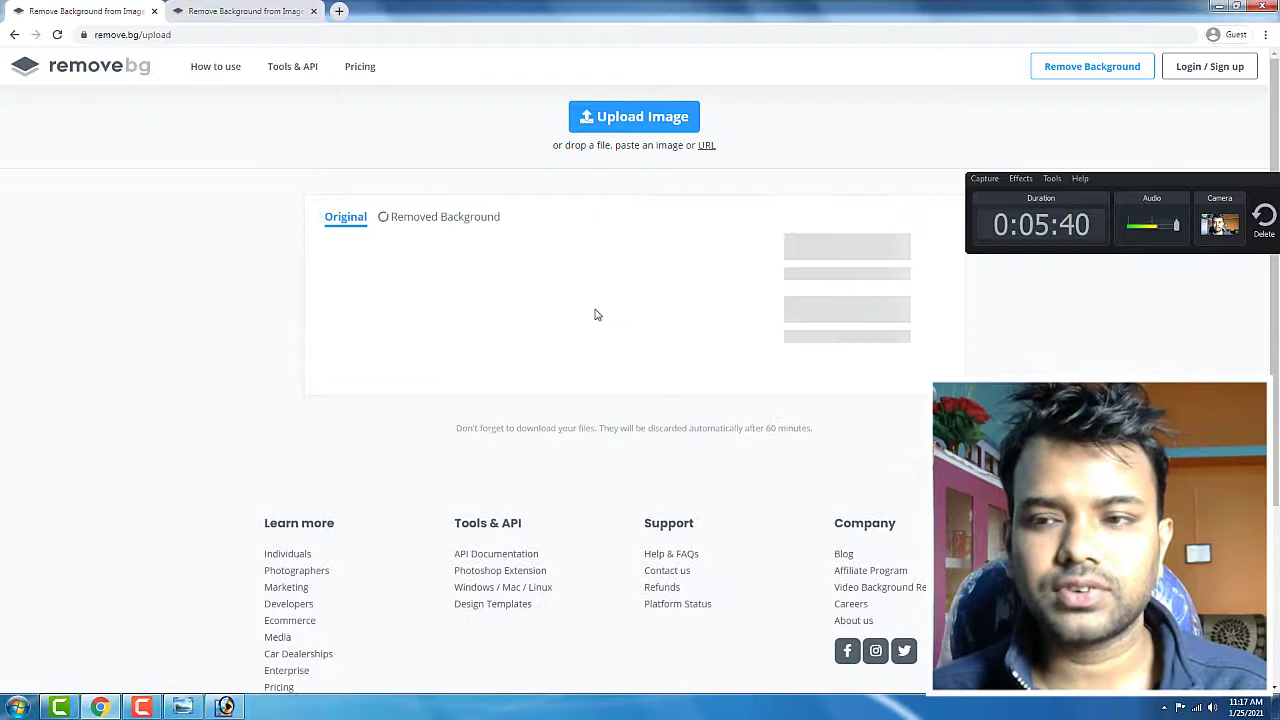 Remove Background from Image
Remove Background from Image
remove.bg/upload
Guest
removebg
How to use
Tools & API
Pricing
Remove Background
Login / Sign up
Upload Image
or drop a file, paste an image or URL
Original
Removed Background
Capture
Effects
Tools
Help
Duration
Audio
Camera
0:05:40
Delete
Don't forget to download your files. They will be discarded automatically after 60 minutes.
Learn more
Individuals
Photographers
Marketing
Developers
Ecommerce
Media
Car Dealerships
Enterprise
Pricing
Tools & API
API Documentation
Photoshop Extension
Windows / Mac / Linux
Design Templates
Support
Help & FAQs
Contact us
Refunds
Platform Status
Company
Blog
Affiliate Program
Video Background Re
Careers
About us
11:17 AM
1/25/2021